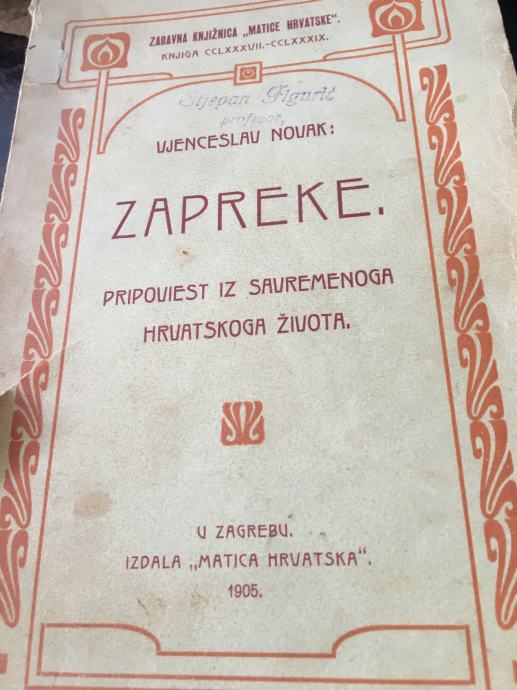 ZABAVNA KNJIŽNICA „MATICE HRVATSKE“.
KNJIGA CCLXXXVII.-CCLXXXIX.
Stjepan Figurić
profesor,
VJENCESLAV NOVAK:
ZAPREKE.
PRIPOVIEST IZ SAVREMENOGA
HRVATSKOGA ŽIVOTA.
U ZAGREBU.
IZDALA „MATICA HRVATSKA“.
1905.